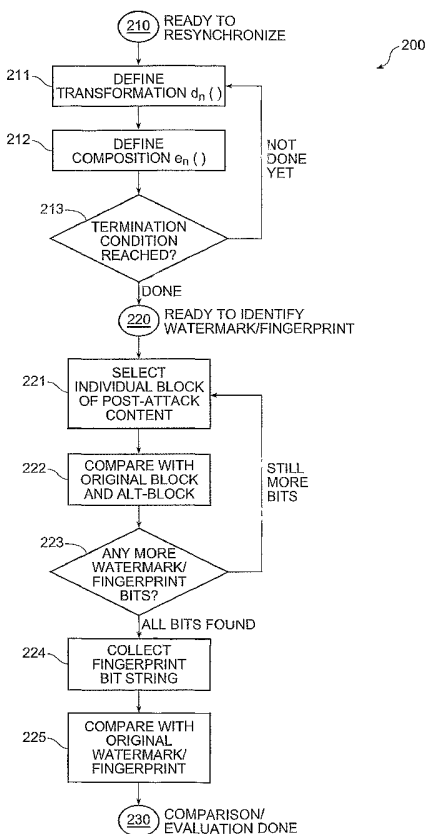 210
READY TO
RESYNCHRONIZE
200
211
DEFINE
TRANSFORMATION dn ( )
212
DEFINE
COMPOSITION en ( )
NOT
DONE
YET
213
TERMINATION
CONDITION
REACHED?
DONE
220
READY TO IDENTIFY
WATERMARK/FINGERPRINT
221
SELECT
INDIVIDUAL BLOCK
OF POST-ATTACK
CONTENT
222
COMPARE WITH
ORIGINAL BLOCK
AND ALT-BLOCK
STILL
MORE
BITS
223
ANY MORE
WATERMARK/
FINGERPRINT
BITS?
ALL BITS FOUND
224
COLLECT
FINGERPRINT
BIT STRING
225
COMPARE WITH
ORIGINAL
WATERMARK/
FINGERPRINT
230
COMPARISON/
EVALUATION DONE